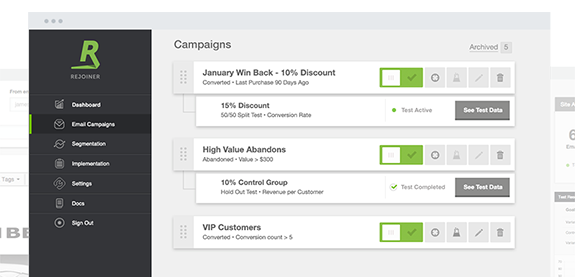 REJOINER
Dashboard
Email Campaigns
Segmentation
Implementation
Settings
Docs
Sign Out
Campaigns
Archived 5
January Win Back - 10% Discount
Converted • Last Purchase 90 Days Ago
15% Discount
50/50 Split Test • Conversion Rate
Test Active
See Test Data
High Value Abandons
Abandoned • Value > $300
10% Control Group
Hold Out Test • Revenue per Customer
Test Completed
See Test Data
VIP Customers
Converted • Conversion count > 5
Tags